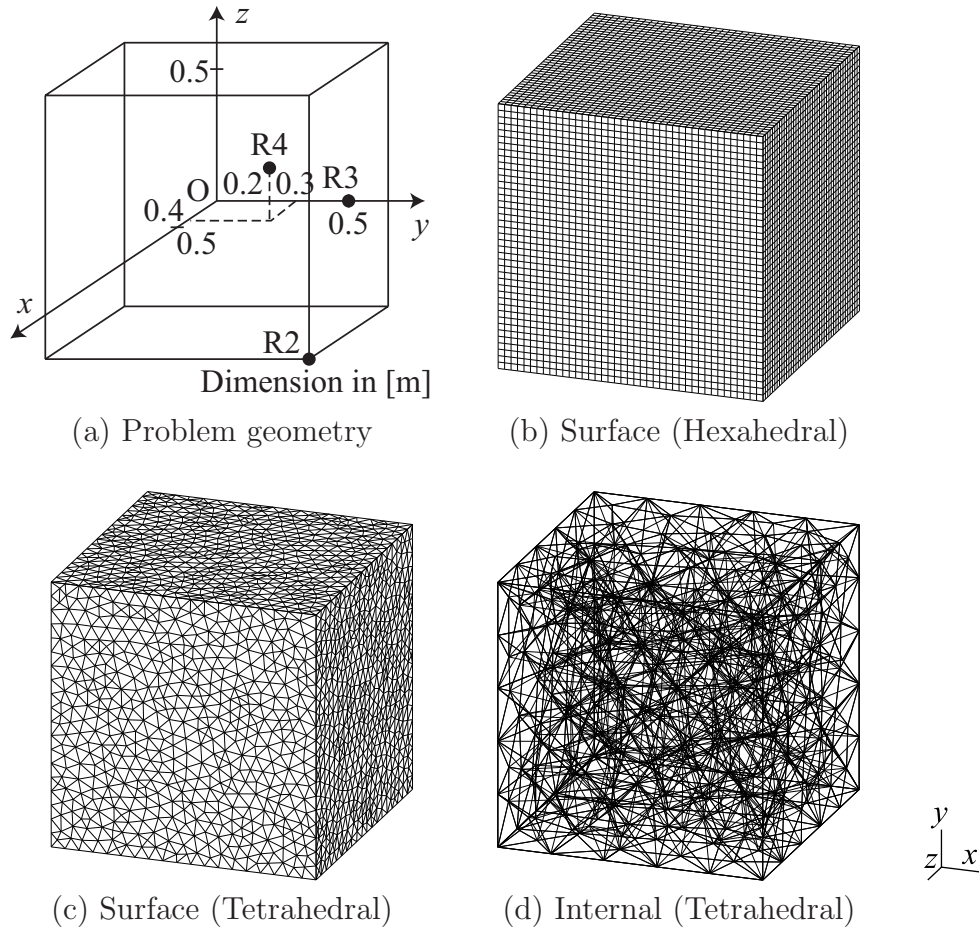 z
0.5
R4
O
0.2
0.3
R3
0.4
0.5
0.5
y
x
R2
Dimension in [m]
(a) Problem geometry
(b) Surface (Hexahedral)
(c) Surface (Tetrahedral)
(d) Internal (Tetrahedral)
y
z
x